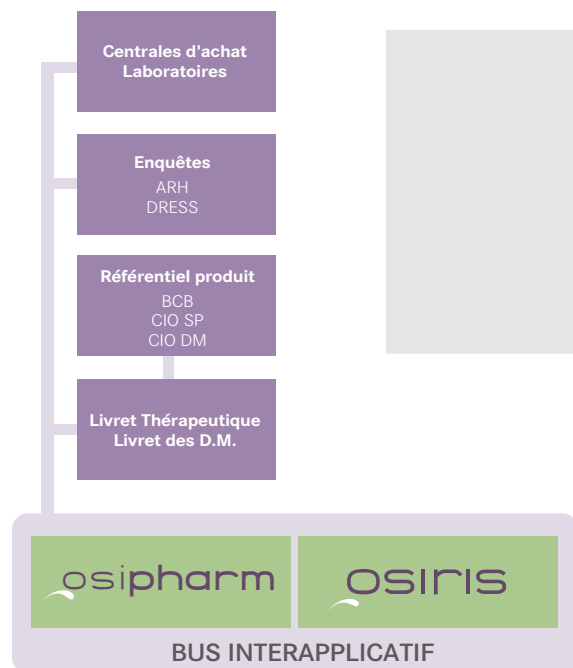 Centrales d'achat
Laboratoires
Enquêtes
ARH
DRESS
Référentiel produit
BCB
CIO SP
CIO DM
Livret Thérapeutique
Livret des D.M.
osipharm
osiris
BUS INTERAPPLICATIF